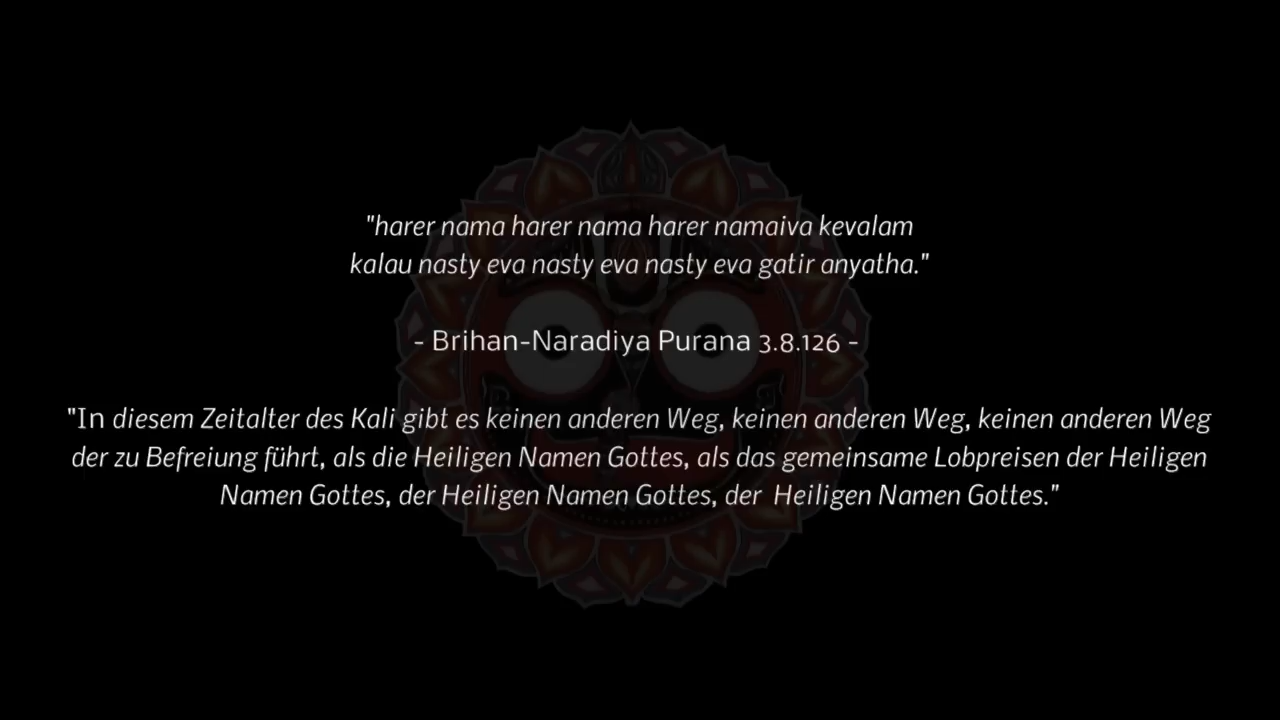 "harer nama harer nama harer namaiva kevalam
kalau nasty eva nasty eva nasty eva gatir anyatha."
- Brihan-Naradiya Purana 3.8.126 -
"In diesem Zeitalter des Kali gibt es keinen anderen Weg, keinen anderen Weg, keinen anderen Weg
der zu Befreiung führt, als die Heiligen Namen Gottes, als das gemeinsame Lobpreisen der Heiligen
Namen Gottes, der Heiligen Namen Gottes, der Heiligen Namen Gottes."